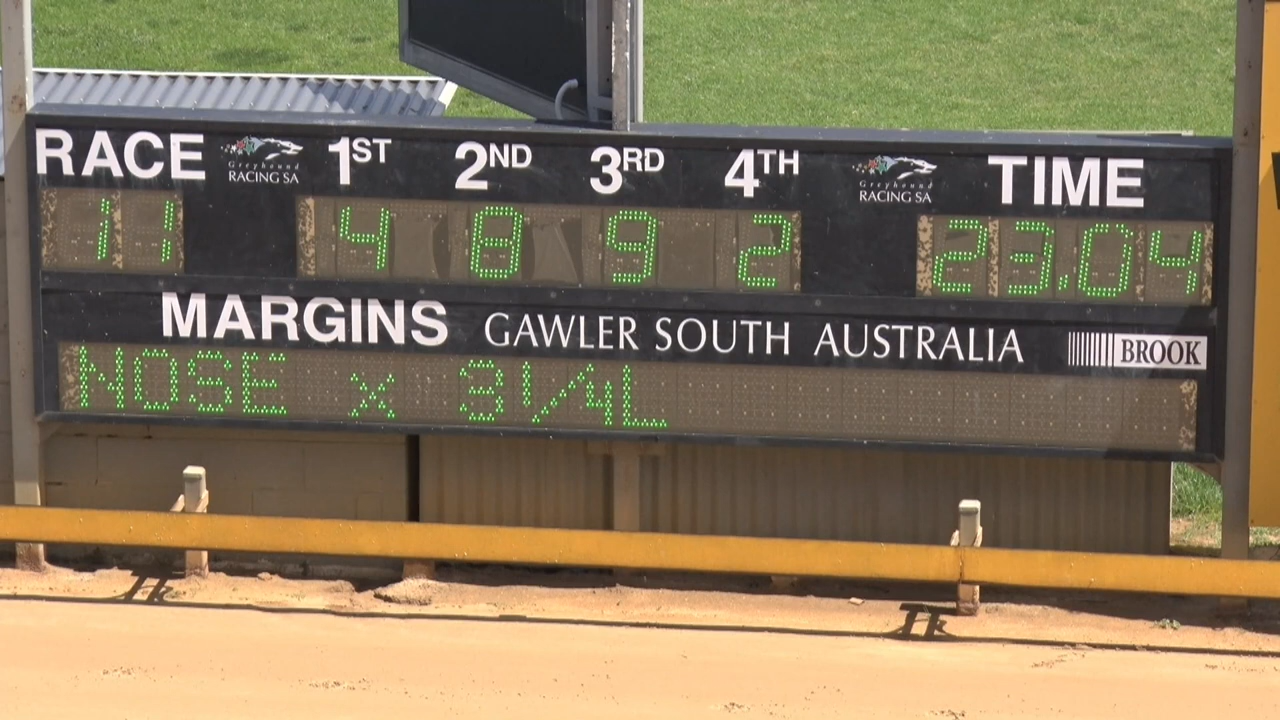 RACE Greyhound RACING SA 1ST 2ND 3RD 4TH Greyhound RACING SA TIME
11 4 8 9 2 23.04
MARGINS GAWLER SOUTH AUSTRALIA BROOK
NOSE x 3 1/4L